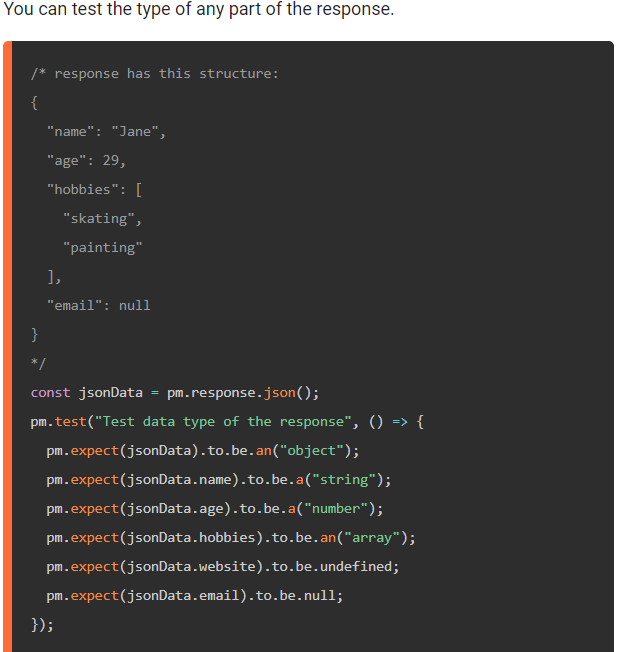 You can test the type of any part of the response.
/* response has this structure:
{
  "name": "Jane",
  "age": 29,
  "hobbies": [
    "skating",
    "painting"
  ],
  "email": null
}
*/
const jsonData = pm.response.json();
pm.test("Test data type of the response", () => {
  pm.expect(jsonData).to.be.an("object");
  pm.expect(jsonData.name).to.be.a("string");
  pm.expect(jsonData.age).to.be.a("number");
  pm.expect(jsonData.hobbies).to.be.an("array");
  pm.expect(jsonData.website).to.be.undefined;
  pm.expect(jsonData.email).to.be.null;
});